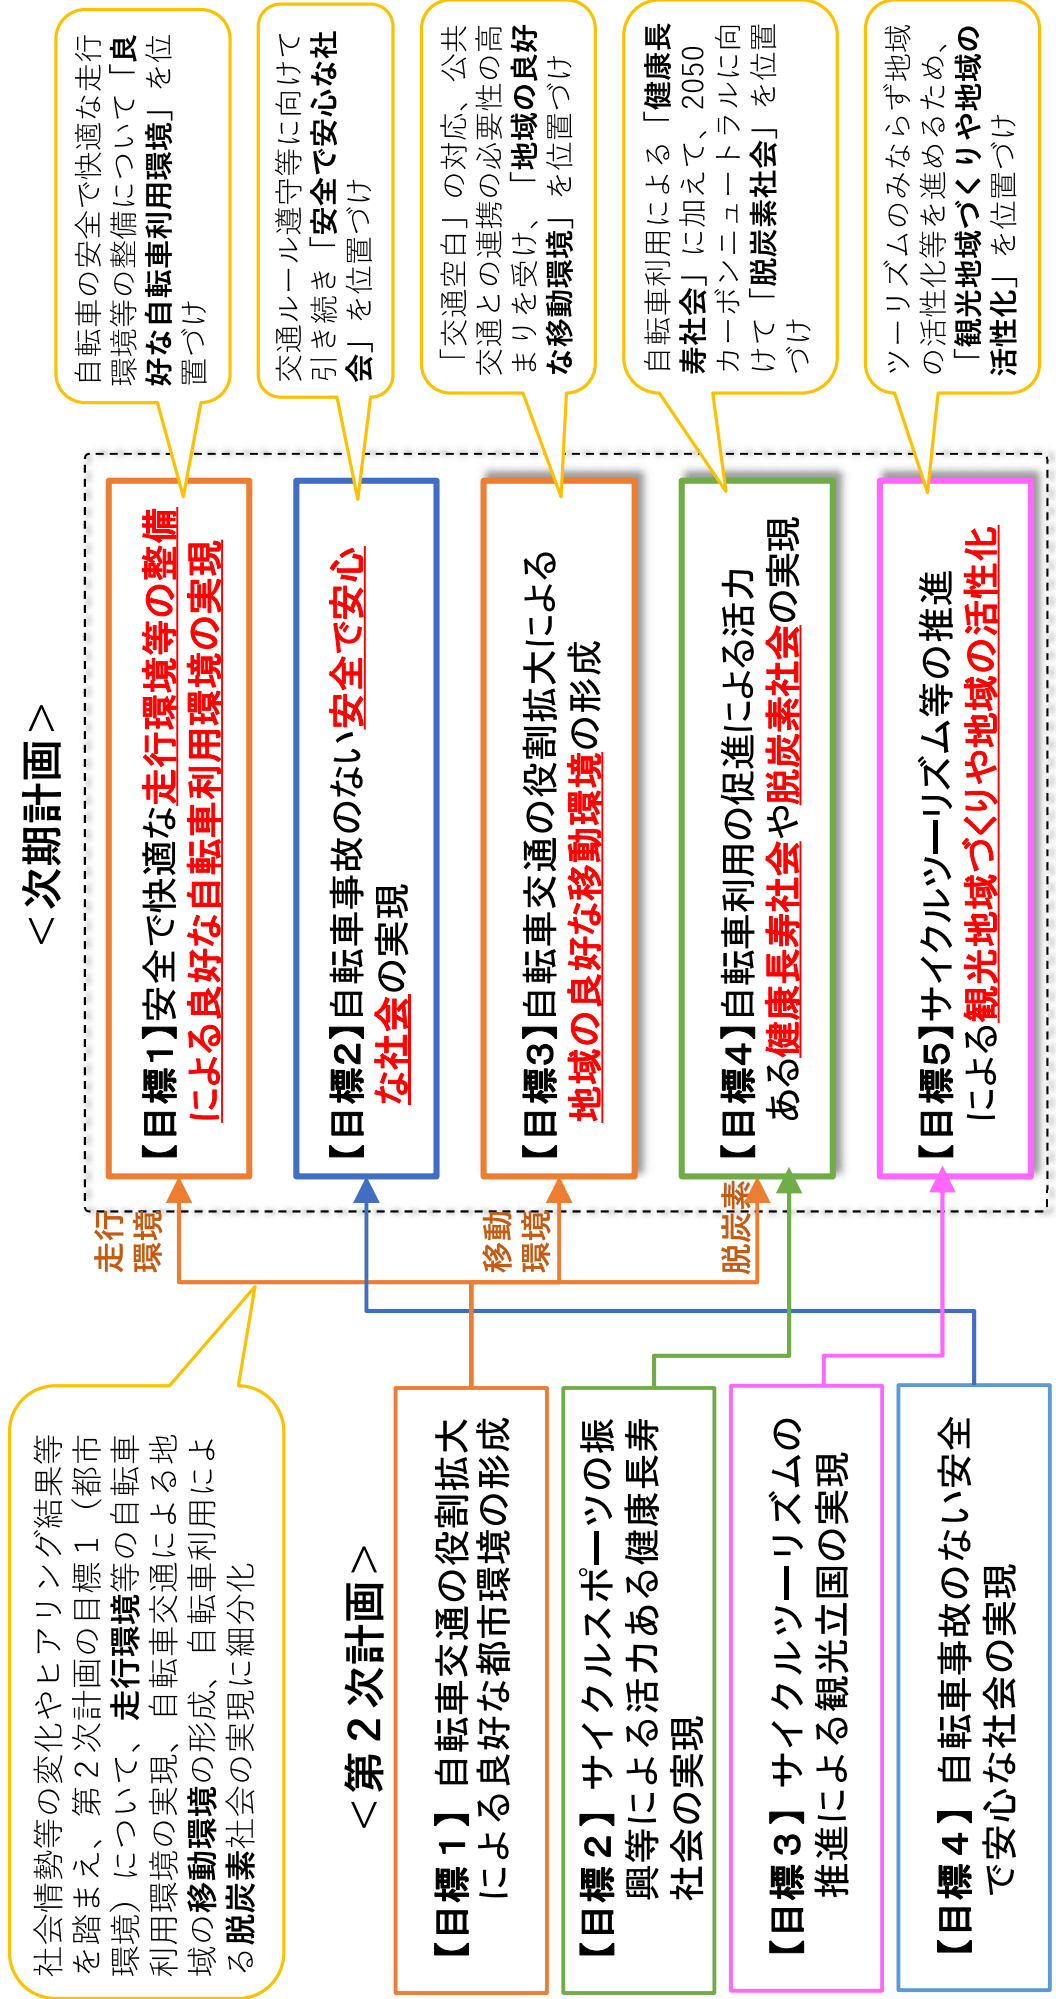 社会情勢等の変化やヒアリング結果等
を踏まえ、第２次計画の目標１（都市
環境）について、走行環境等の自転車
利用環境の実現、自転車交通による地
域の移動環境の形成、自転車利用によ
る脱炭素社会の実現に細分化
＜第２次計画＞
【目標１】自転車交通の役割拡大
による良好な都市環境の形成
【目標２】サイクルスポーツの振
興等による活力ある健康長寿
社会の実現
【目標３】サイクルツーリズムの
推進による観光立国の実現
【目標４】自転車事故のない安全
で安心な社会の実現
走行
環境
移動
環境
脱炭素
＜次期計画＞
【目標１】安全で快適な走行環境等の整備
による良好な自転車利用環境の実現
【目標２】自転車事故のない安全で安心
な社会の実現
【目標３】自転車交通の役割拡大による
地域の良好な移動環境の形成
【目標４】自転車利用の促進による活力
ある健康長寿社会や脱炭素社会の実現
【目標５】サイクルツーリズム等の推進
による観光地域づくりや地域の活性化
自転車の安全で快適な走行
環境等の整備について「良
好な自転車利用環境」を位
置づけ
交通ルール遵守等に向けて
引き続き「安全で安心な社
会」を位置づけ
「交通空白」の対応、公共
交通との連携の必要性の高
まりを受け、「地域の良好
な移動環境」を位置づけ
自転車利用による「健康長
寿社会」に加えて、2050
カーボンニュートラルに向
けて「脱炭素社会」を位置
づけ
ツーリズムのみならず地域
の活性化等を進めるため、
「観光地域づくりや地域の
活性化」を位置づけ